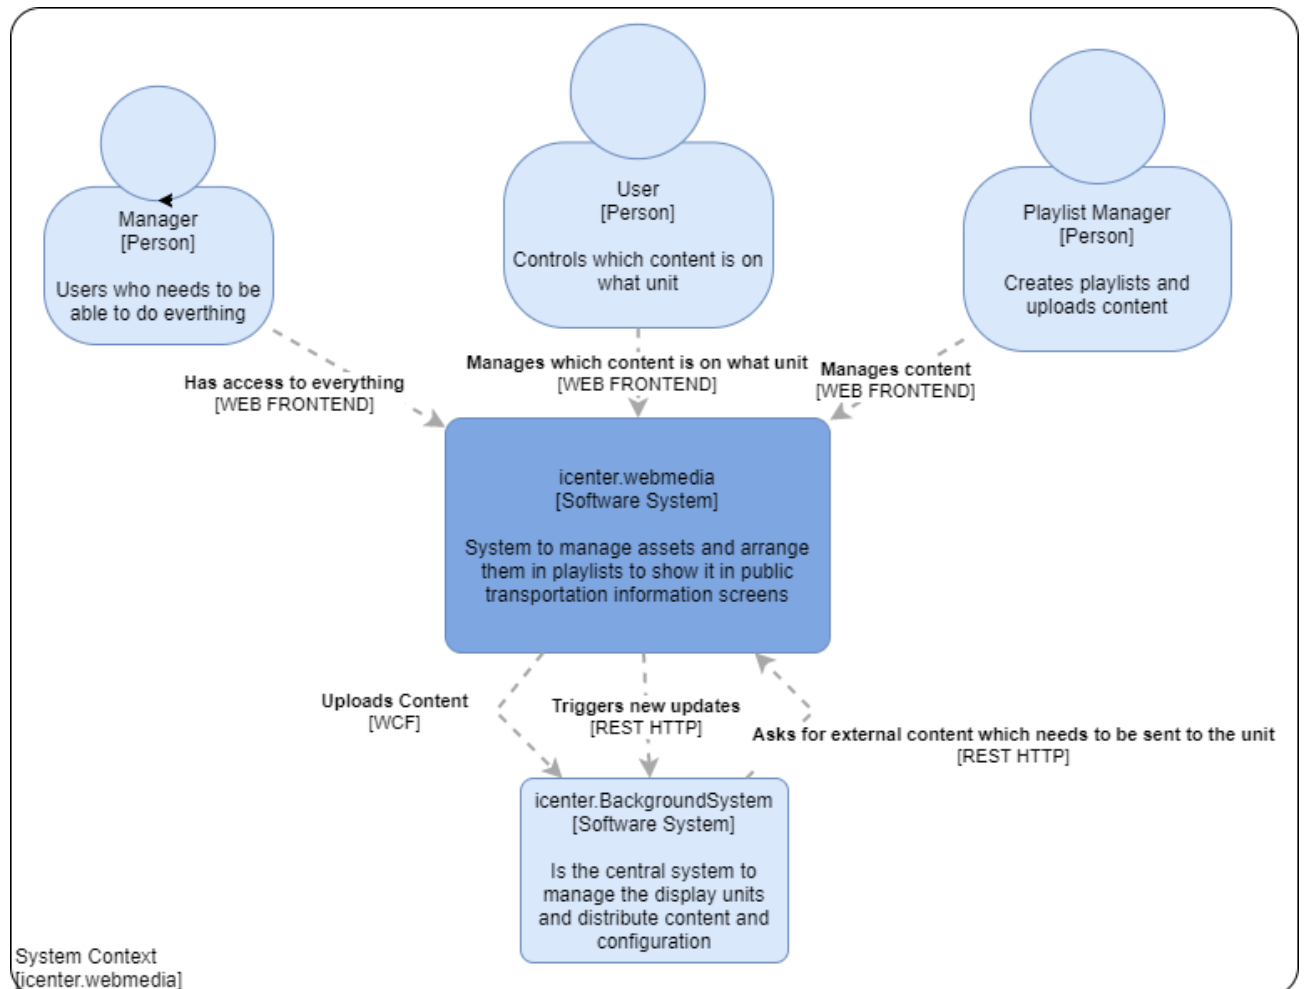 Manager
[Person]
Users who needs to be
able to do everthing
User
[Person]
Controls which content is on
what unit
Playlist Manager
[Person]
Creates playlists and
uploads content
Has access to everything
[WEB FRONTEND]
Manages which content is on what unit
[WEB FRONTEND]
Manages content
[WEB FRONTEND]
icenter.webmedia
[Software System]
System to manage assets and arrange
them in playlists to show it in public
transportation information screens
Uploads Content
[WCF]
Triggers new updates
[REST HTTP]
Asks for external content which needs to be sent to the unit
[REST HTTP]
icenter.BackgroundSystem
[Software System]
Is the central system to
manage the display units
and distribute content and
configuration
System Context
[icenter.webmedia]